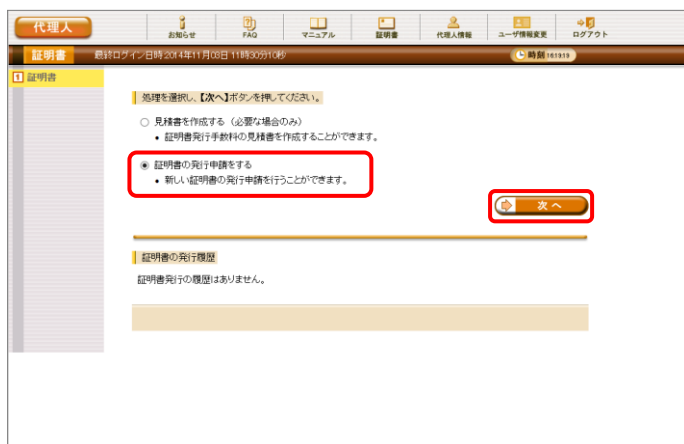 代理人
お知らせ
FAQ
マニュアル
証明書
代理人情報
ユーザ情報変更
ログアウト
証明書
最終ログイン日時:2014年11月03日 11時30分10秒
時刻
1 証明書
処理を選択し、【次へ】ボタンを押してください。
見積書を作成する（必要な場合のみ）
• 証明書発行手数料の見積書を作成することができます。
証明書の発行申請をする
• 新しい証明書の発行申請を行うことができます。
次 へ
証明書の発行履歴
証明書発行の履歴はありません。